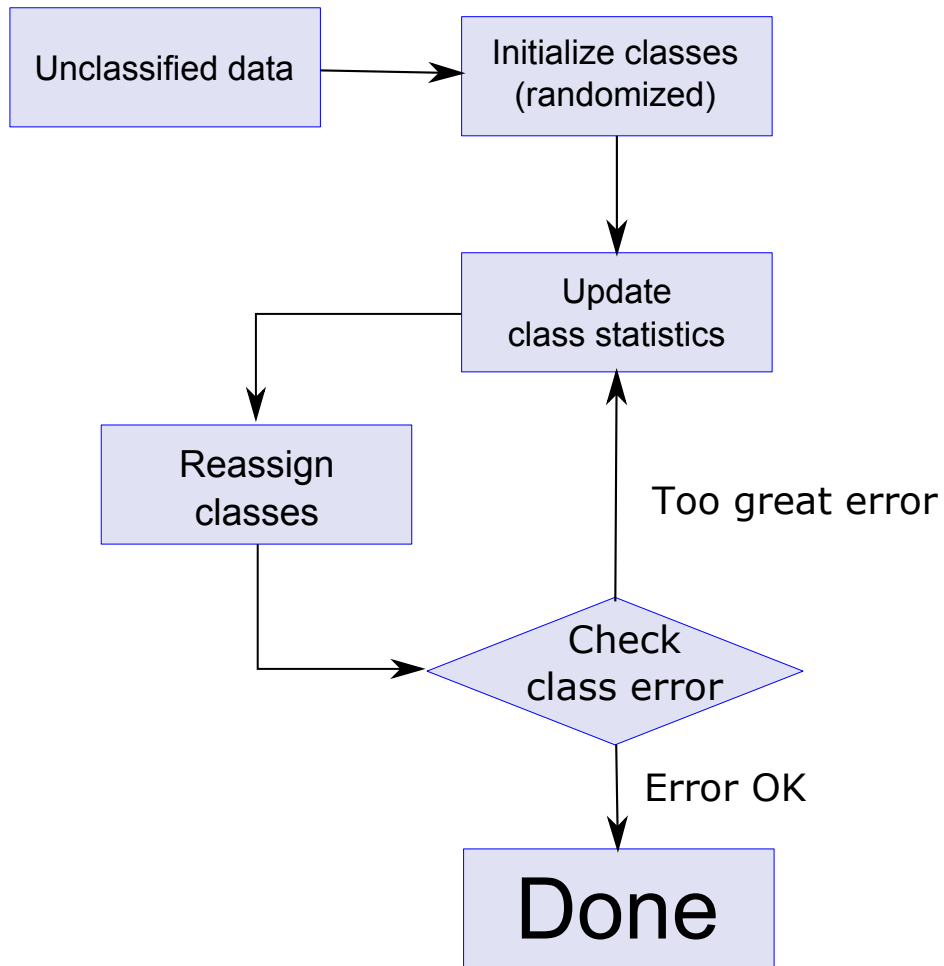 Unclassified data
Initialize classes
(randomized)
Update
class statistics
Reassign
classes
Too great error
Check
class error
Error OK
Done